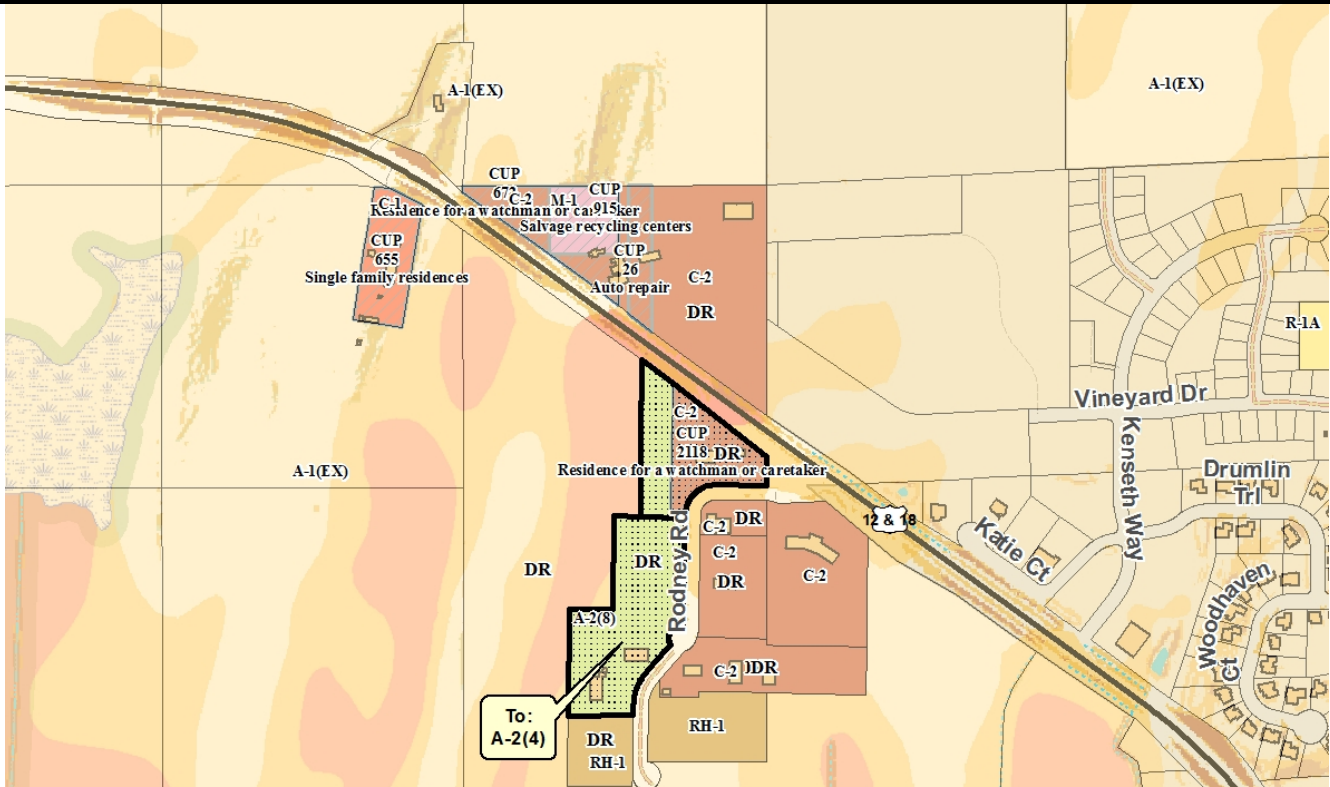 A-1(EX)
A-1(EX)
CUP
672
C-2
M-1
CUP
915
C-1
Residence for a watchman or caretaker
Salvage recycling centers
CUP
655
Single family residences
CUP
26
Auto repair
C-2
DR
R-1A
Vineyard Dr
Kenseth Way
C-2
CUP
2118
DR
Residence for a watchman or caretaker
A-1(EX)
Drumlin
Trl
12 & 18
Katie Ct
Woodhaven
Ct
Rodney Rd
C-2
DR
C-2
DR
C-2
DR
DR
A-2(8)
C-2
DR
To:
A-2(4)
RH-1
DR
RH-1